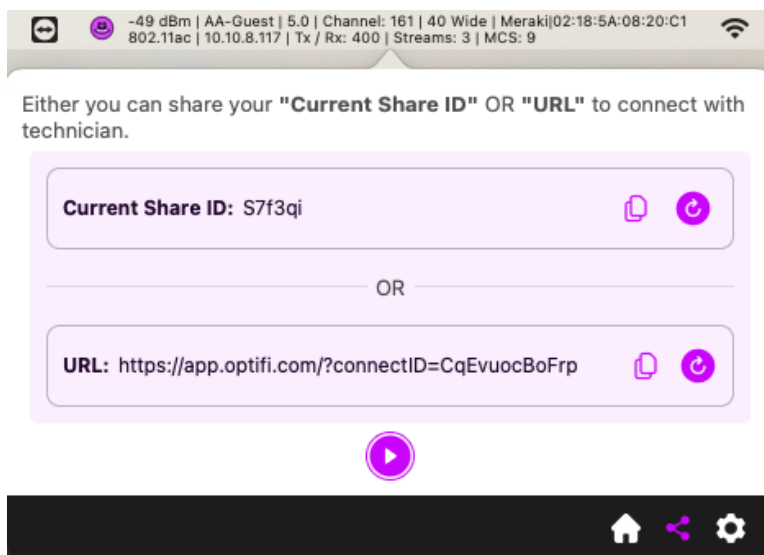 -49 dBm | AA-Guest | 5.0 | Channel: 161 | 40 Wide | Meraki|02:18:5A:08:20:C1
802.11ac | 10.10.8.117 | Tx / Rx: 400 | Streams: 3 | MCS: 9
Either you can share your "Current Share ID" OR "URL" to connect with
technician.
Current Share ID: S7f3qi
OR
URL: https://app.optifi.com/?connectID=CqEvuocBoFrp